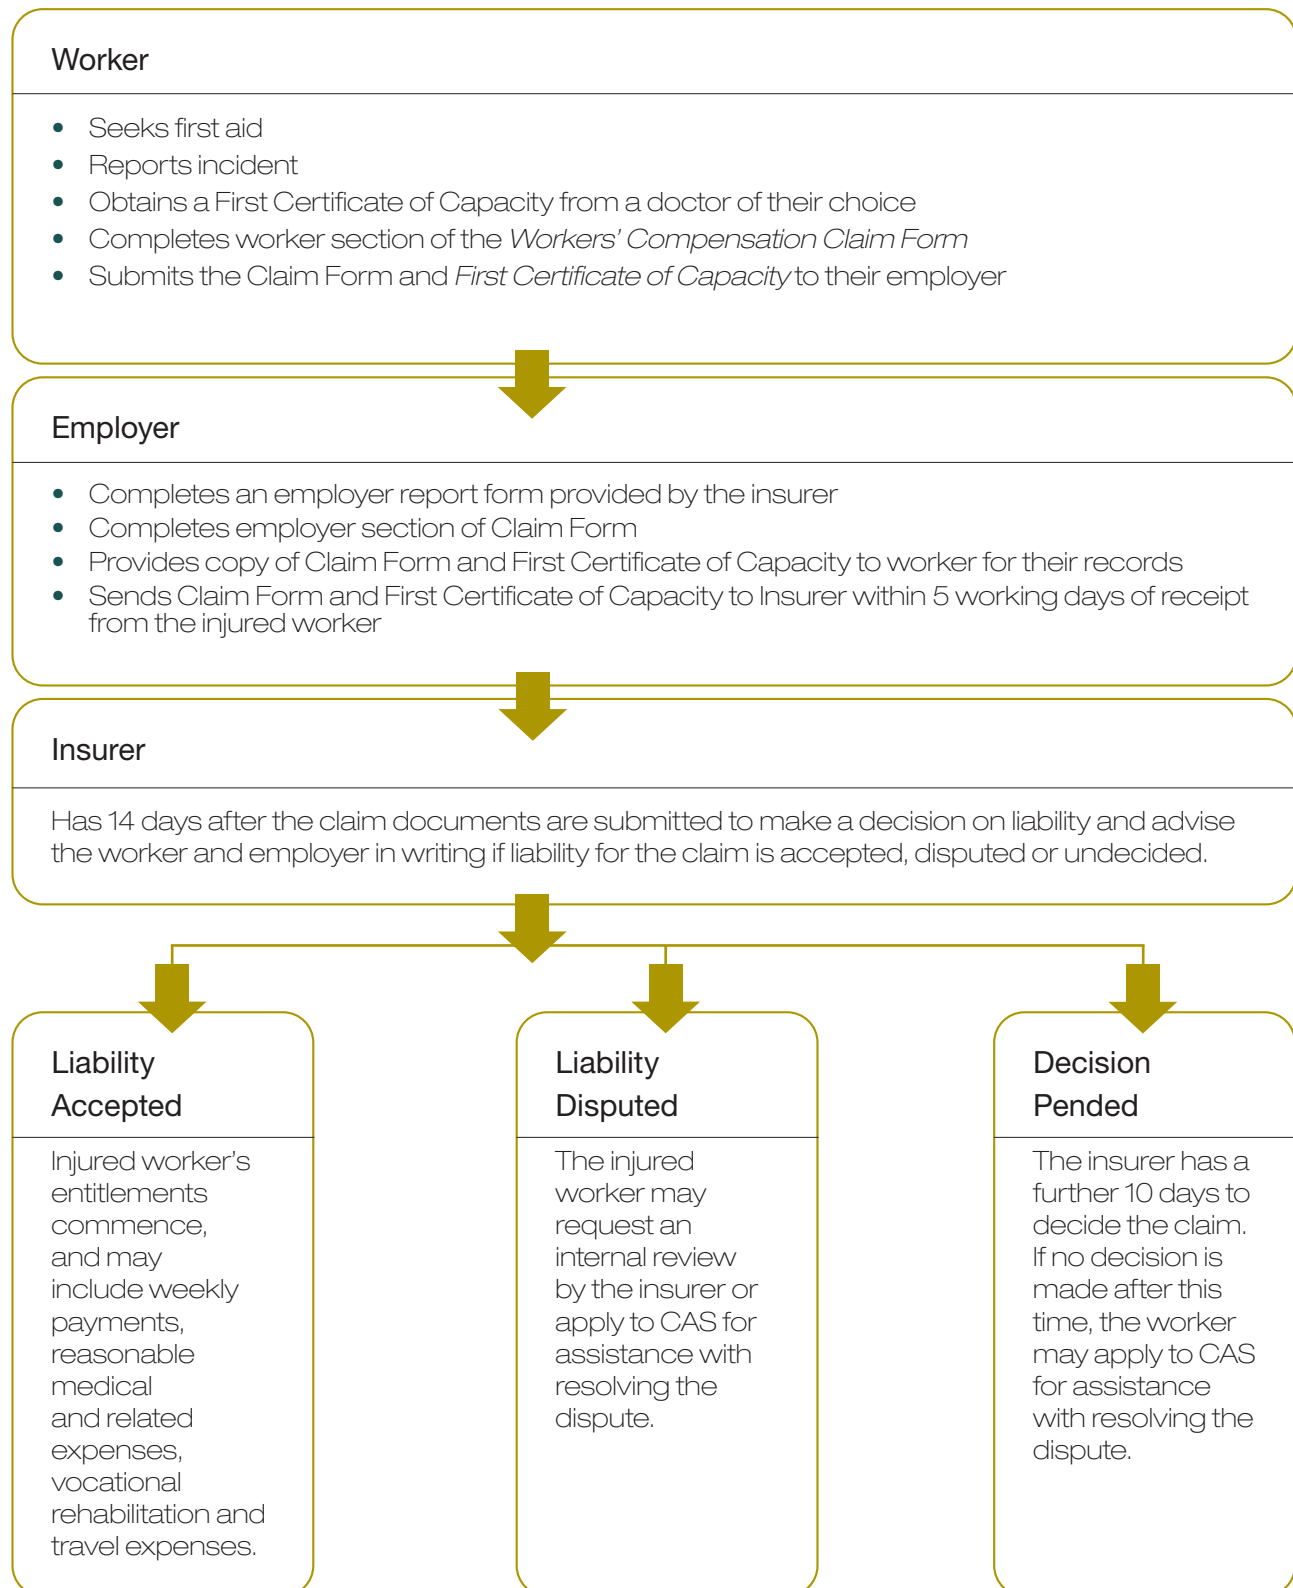 Worker
• Seeks first aid
• Reports incident
• Obtains a First Certificate of Capacity from a doctor of their choice
• Completes worker section of the Workers' Compensation Claim Form
• Submits the Claim Form and First Certificate of Capacity to their employer
Employer
• Completes an employer report form provided by the insurer
• Completes employer section of Claim Form
• Provides copy of Claim Form and First Certificate of Capacity to worker for their records
• Sends Claim Form and First Certificate of Capacity to Insurer within 5 working days of receipt
from the injured worker
Insurer
Has 14 days after the claim documents are submitted to make a decision on liability and advise
the worker and employer in writing if liability for the claim is accepted, disputed or undecided.
Liability
Accepted
Injured worker's
entitlements
commence,
and may
include weekly
payments,
reasonable
medical
and related
expenses,
vocational
rehabilitation and
travel expenses.
Liability
Disputed
The injured
worker may
request an
internal review
by the insurer or
apply to CAS for
assistance with
resolving the
dispute.
Decision
Pended
The insurer has a
further 10 days to
decide the claim.
If no decision is
made after this
time, the worker
may apply to CAS
for assistance
with resolving the
dispute.